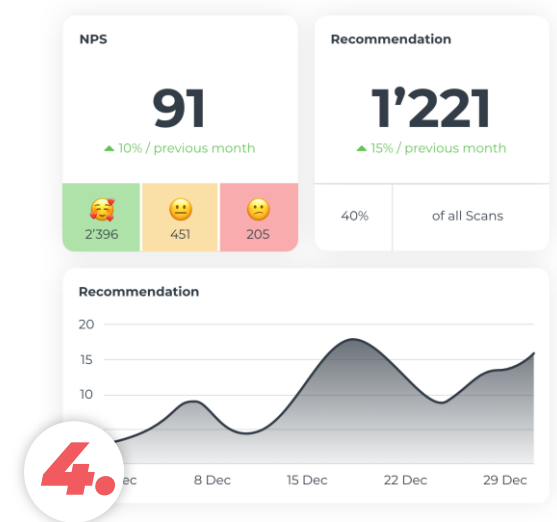 NPS
91
10% / previous month
2’396
451
205
Recommendation
1’221
15% / previous month
40%
of all Scans
Recommendation
20
15
10
8 Dec
15 Dec
22 Dec
29 Dec
4.